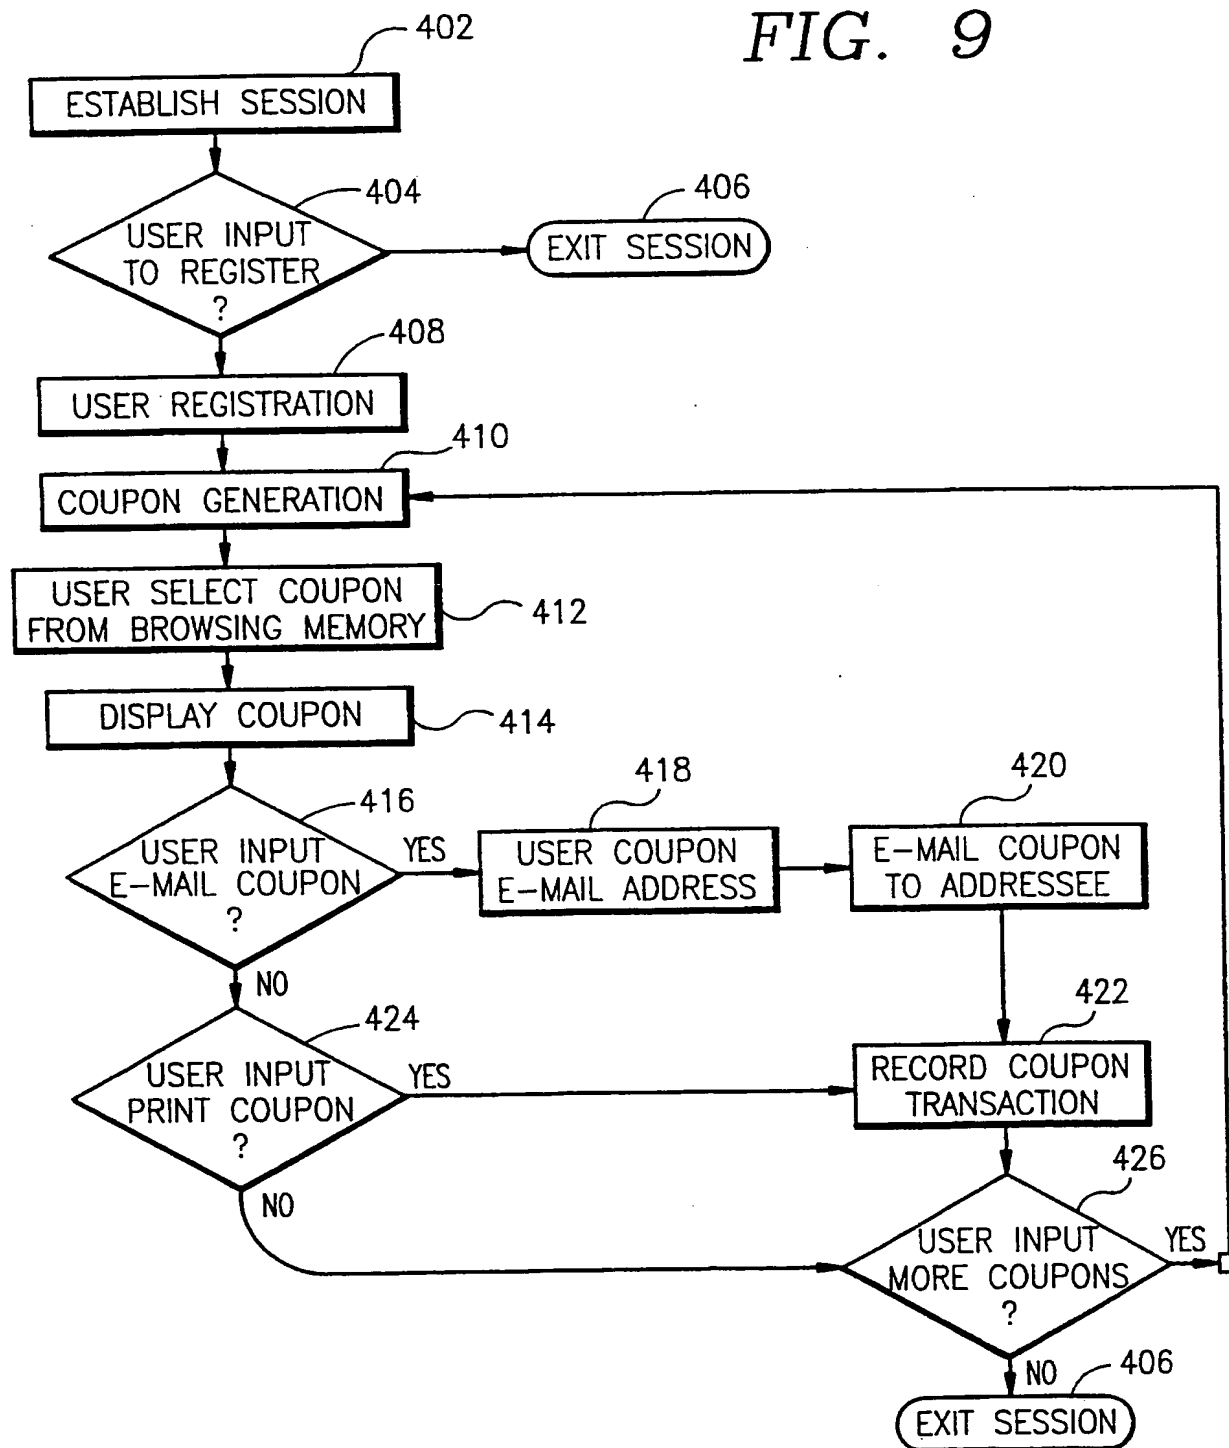 FIG. 9
402
ESTABLISH SESSION
404
USER INPUT
TO REGISTER
?
406
EXIT SESSION
408
USER REGISTRATION
410
COUPON GENERATION
USER SELECT COUPON
FROM BROWSING MEMORY
412
DISPLAY COUPON
414
416
USER INPUT
E-MAIL COUPON
?
YES
NO
418
USER COUPON
E-MAIL ADDRESS
420
E-MAIL COUPON
TO ADDRESSEE
422
RECORD COUPON
TRANSACTION
424
USER INPUT
PRINT COUPON
?
YES
NO
426
USER INPUT
MORE COUPONS
?
YES
NO
406
EXIT SESSION